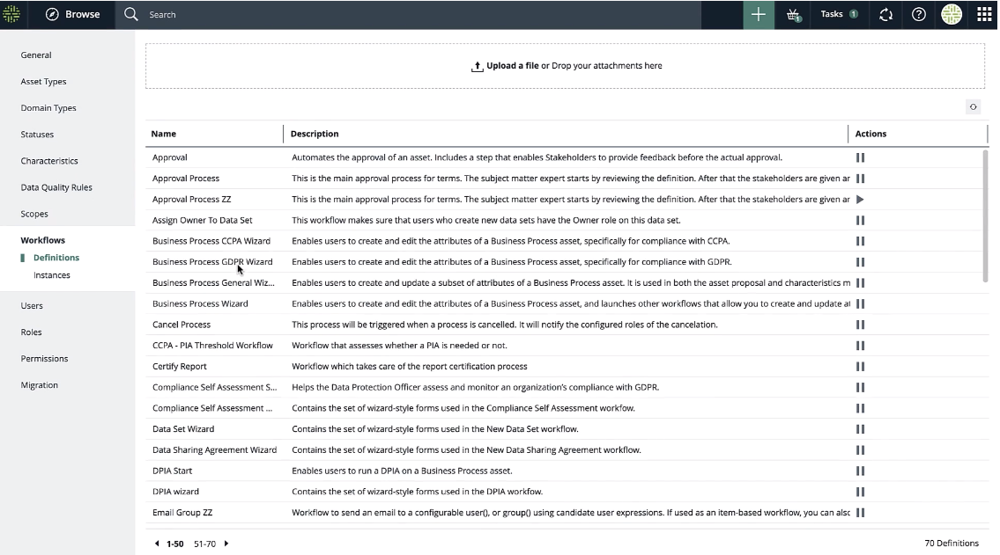 Browse
Search
Tasks 1
1
General
Asset Types
Domain Types
Statuses
Characteristics
Data Quality Rules
Scopes
Workflows
Definitions
Instances
Users
Roles
Permissions
Migration
Upload a file or Drop your attachments here
Name Description Actions
Approval Automates the approval of an asset. Includes a step that enables Stakeholders to provide feedback before the actual approval.
Approval Process This is the main approval process for terms. The subject matter expert starts by reviewing the definition. After that the stakeholders are given ar
Approval Process ZZ This is the main approval process for terms. The subject matter expert starts by reviewing the definition. After that the stakeholders are given ar
Assign Owner To Data Set This workflow makes sure that users who create new data sets have the Owner role on this data set.
Business Process CCPA Wizard Enables users to create and edit the attributes of a Business Process asset, specifically for compliance with CCPA.
Business Process GDPR Wizard Enables users to create and edit the attributes of a Business Process asset, specifically for compliance with GDPR.
Business Process General Wiz... Enables users to create and update a subset of attributes of a Business Process asset. It is used in both the asset proposal and characteristics m
Business Process Wizard Enables users to create and edit the attributes of a Business Process asset, and launches other workflows that allow you to create and update at
Cancel Process This process will be triggered when a process is cancelled. It will notify the configured roles of the cancelation.
CCPA - PIA Threshold Workflow Workflow that assesses whether a PIA is needed or not.
Certify Report Workflow which takes care of the report certification process
Compliance Self Assessment S... Helps the Data Protection Officer assess and monitor an organization's compliance with GDPR.
Compliance Self Assessment ... Contains the set of wizard-style forms used in the Compliance Self Assessment workfow.
Data Set Wizard Contains the set of wizard-style forms used in the New Data Set workflow.
Data Sharing Agreement Wizard Contains the set of wizard-style forms used in the New Data Sharing Agreement workflow.
DPIA Start Enables users to run a DPIA on a Business Process asset.
DPIA wizard Contains the set of wizard-style forms used in the DPIA workfow.
Email Group ZZ Workflow to send an email to a configurable user(), or group() using candidate user expressions. If used as an item-based workflow, you can also
1-50 51-70 70 Definitions